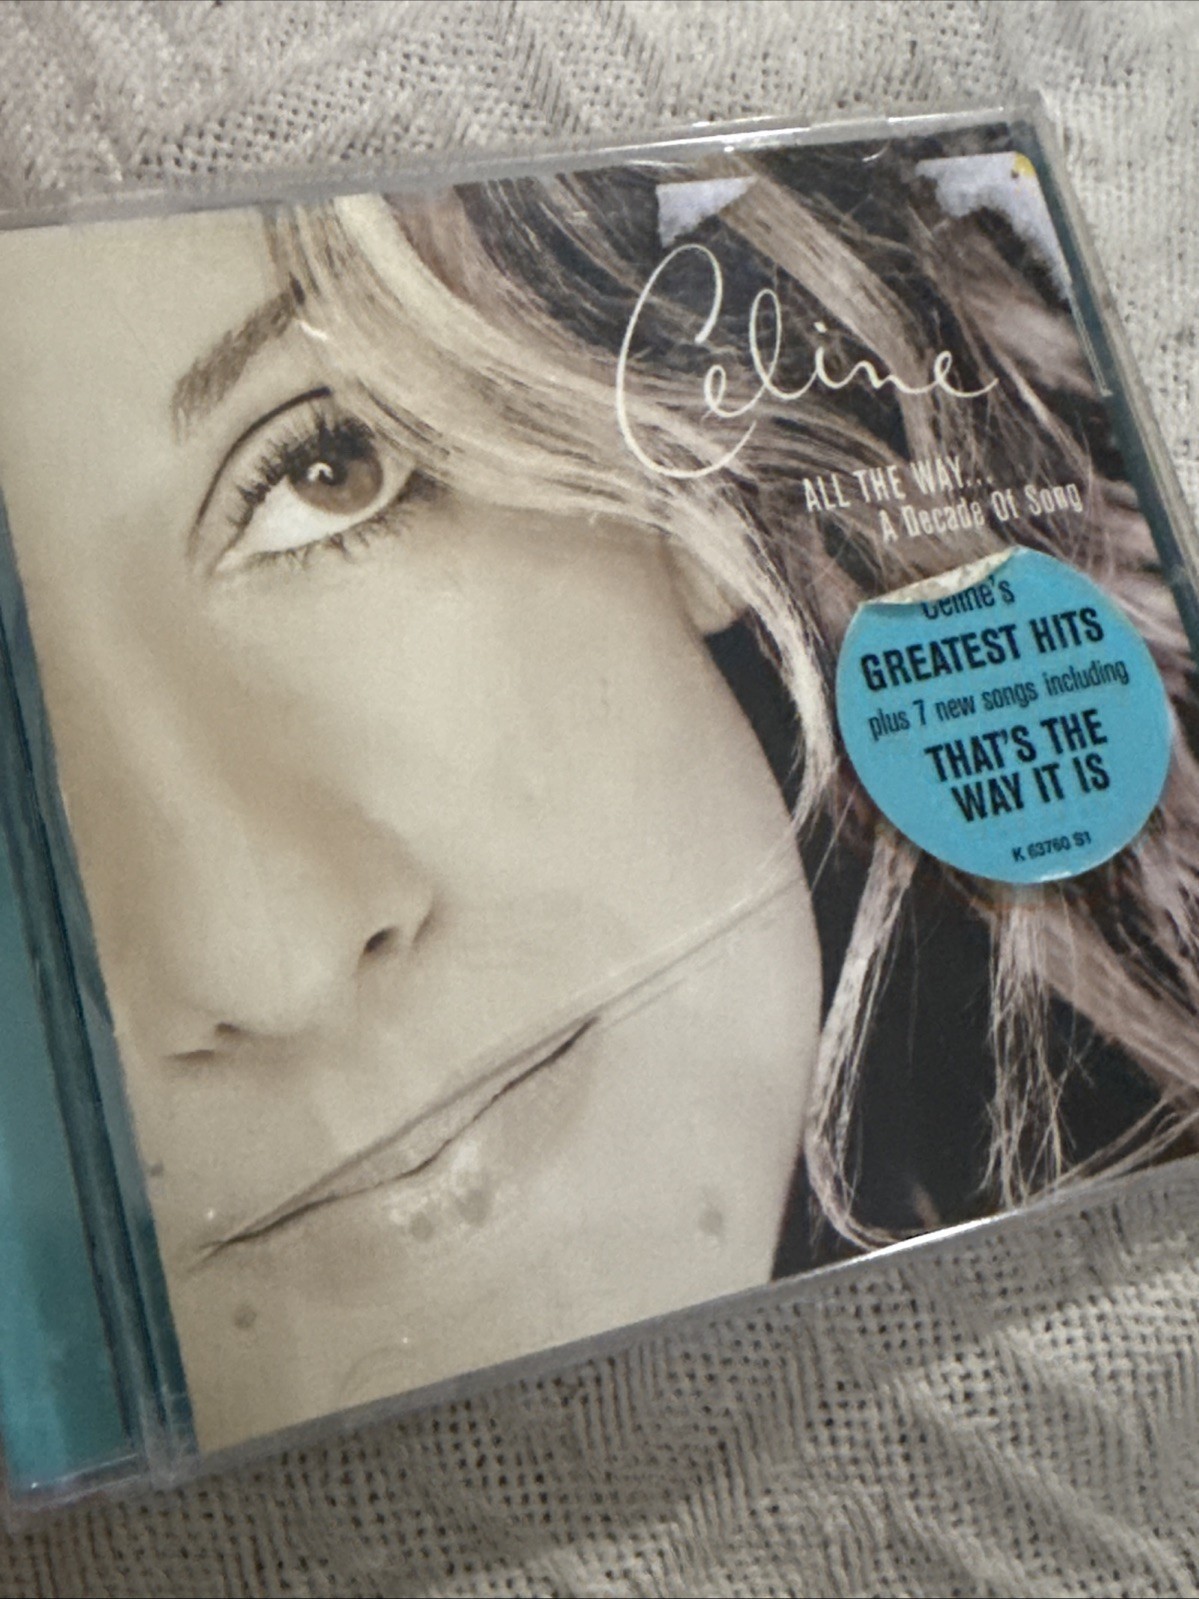 Celine
ALL THE WAY...
A Decade Of Song
Celine's
GREATEST HITS
plus 7 new songs including
THAT'S THE
WAY IT IS
K 63760 S1